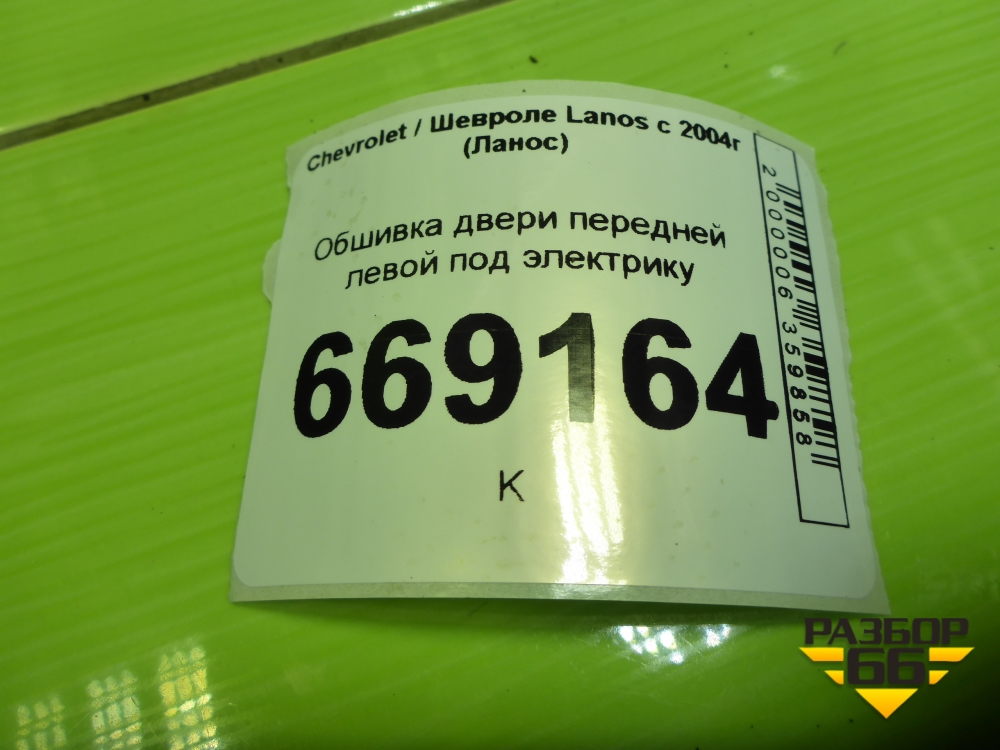 Chevrolet / Шевроле Lanos с 2004г
(Ланос)
Обшивка двери передней
левой под электрику
669164
К
2000006359858
РАЗБОР
66